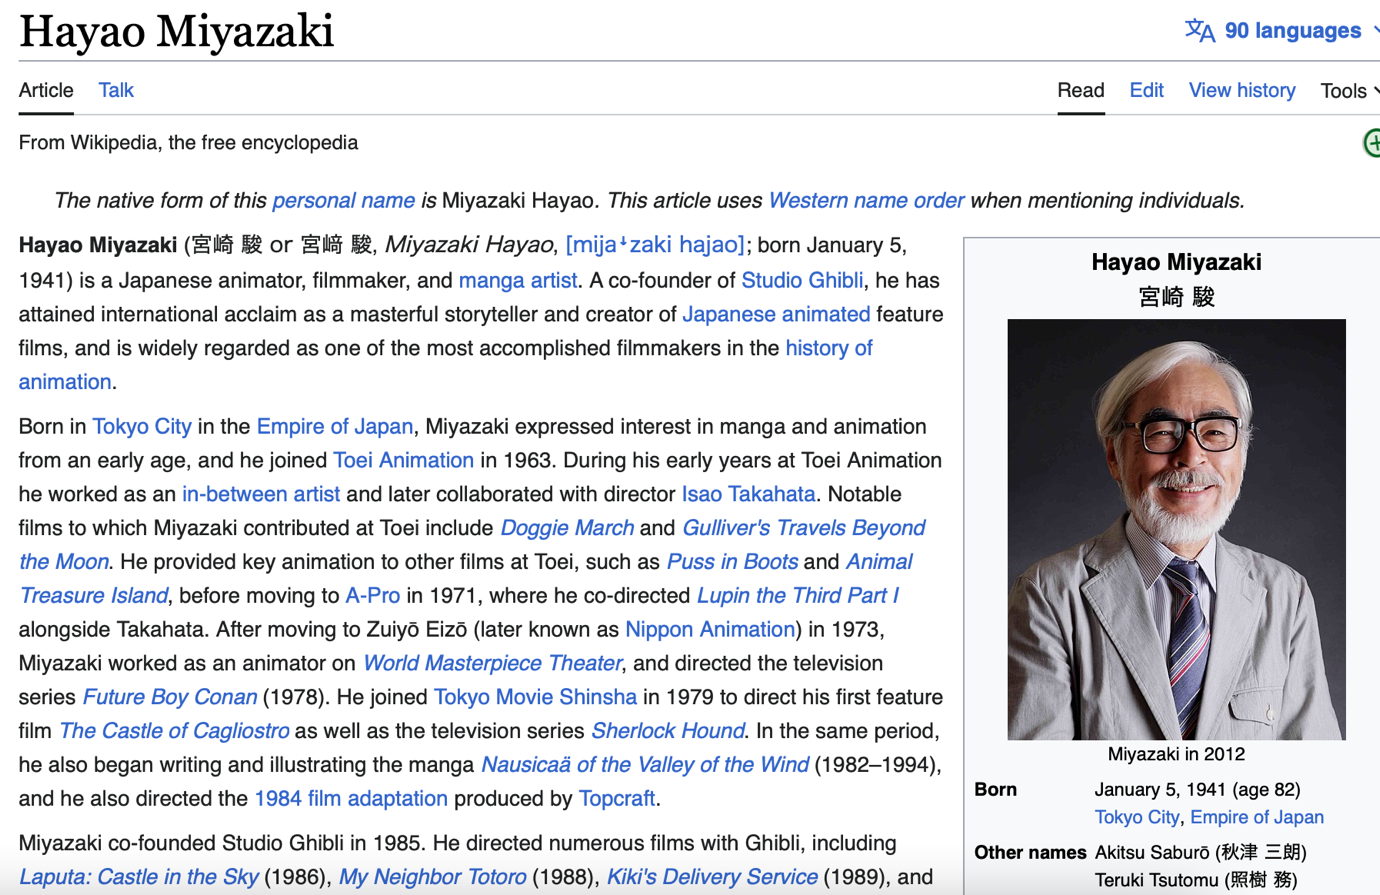 Hayao Miyazaki
90 languages
Article Talk
Read Edit View history Tools
From Wikipedia, the free encyclopedia
The native form of this personal name is Miyazaki Hayao. This article uses Western name order when mentioning individuals.
Hayao Miyazaki (宮崎 駿 or 宮﨑 駿, Miyazaki Hayao, [mijaꜜzaki hajao]; born January 5,
1941) is a Japanese animator, filmmaker, and manga artist. A co-founder of Studio Ghibli, he has
attained international acclaim as a masterful storyteller and creator of Japanese animated feature
films, and is widely regarded as one of the most accomplished filmmakers in the history of
animation.
Born in Tokyo City in the Empire of Japan, Miyazaki expressed interest in manga and animation
from an early age, and he joined Toei Animation in 1963. During his early years at Toei Animation
he worked as an in-between artist and later collaborated with director Isao Takahata. Notable
films to which Miyazaki contributed at Toei include Doggie March and Gulliver's Travels Beyond
the Moon. He provided key animation to other films at Toei, such as Puss in Boots and Animal
Treasure Island, before moving to A-Pro in 1971, where he co-directed Lupin the Third Part I
alongside Takahata. After moving to Zuiyō Eizō (later known as Nippon Animation) in 1973,
Miyazaki worked as an animator on World Masterpiece Theater, and directed the television
series Future Boy Conan (1978). He joined Tokyo Movie Shinsha in 1979 to direct his first feature
film The Castle of Cagliostro as well as the television series Sherlock Hound. In the same period,
he also began writing and illustrating the manga Nausicaä of the Valley of the Wind (1982–1994),
and he also directed the 1984 film adaptation produced by Topcraft.
Miyazaki co-founded Studio Ghibli in 1985. He directed numerous films with Ghibli, including
Laputa: Castle in the Sky (1986), My Neighbor Totoro (1988), Kiki's Delivery Service (1989), and
Hayao Miyazaki
宮崎 駿
Miyazaki in 2012
Born January 5, 1941 (age 82)
Tokyo City, Empire of Japan
Other names Akitsu Saburō (秋津 三朗)
Teruki Tsutomu (照樹 務)